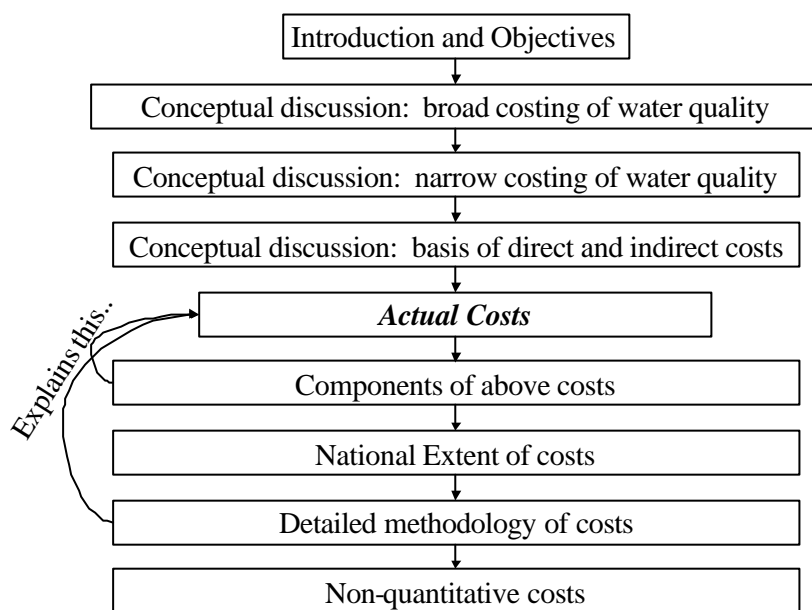 Introduction and Objectives
Conceptual discussion: broad costing of water quality
Conceptual discussion: narrow costing of water quality
Conceptual discussion: basis of direct and indirect costs
Actual Costs
Explains this..
Components of above costs
National Extent of costs
Detailed methodology of costs
Non-quantitative costs